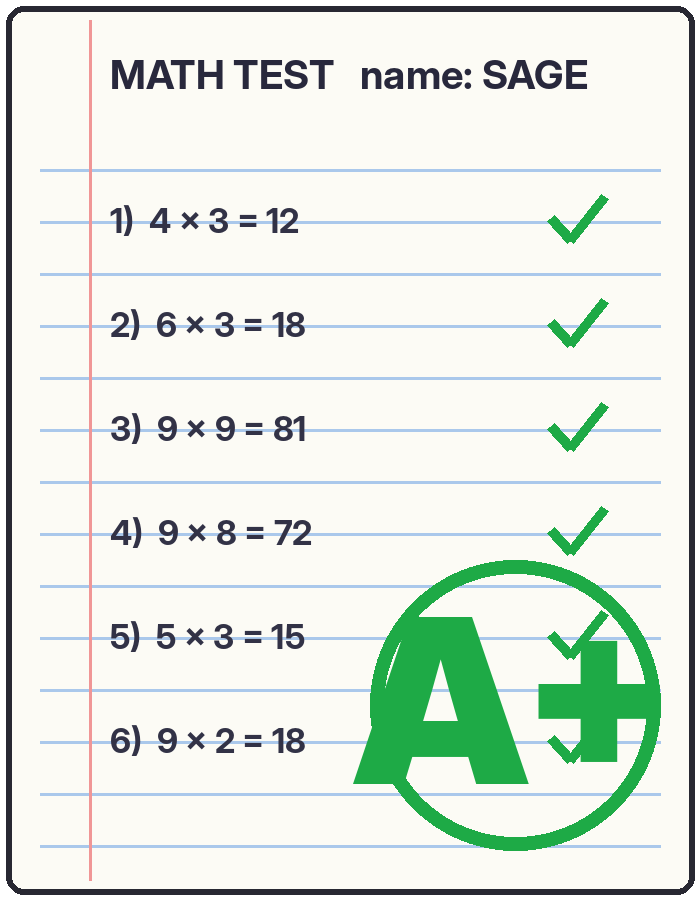 MATH TEST name: SAGE
1) 4 × 3 = 12
2) 6 × 3 = 18
3) 9 × 9 = 81
4) 9 × 8 = 72
5) 5 × 3 = 15
6) 9 × 2 = 18
A+